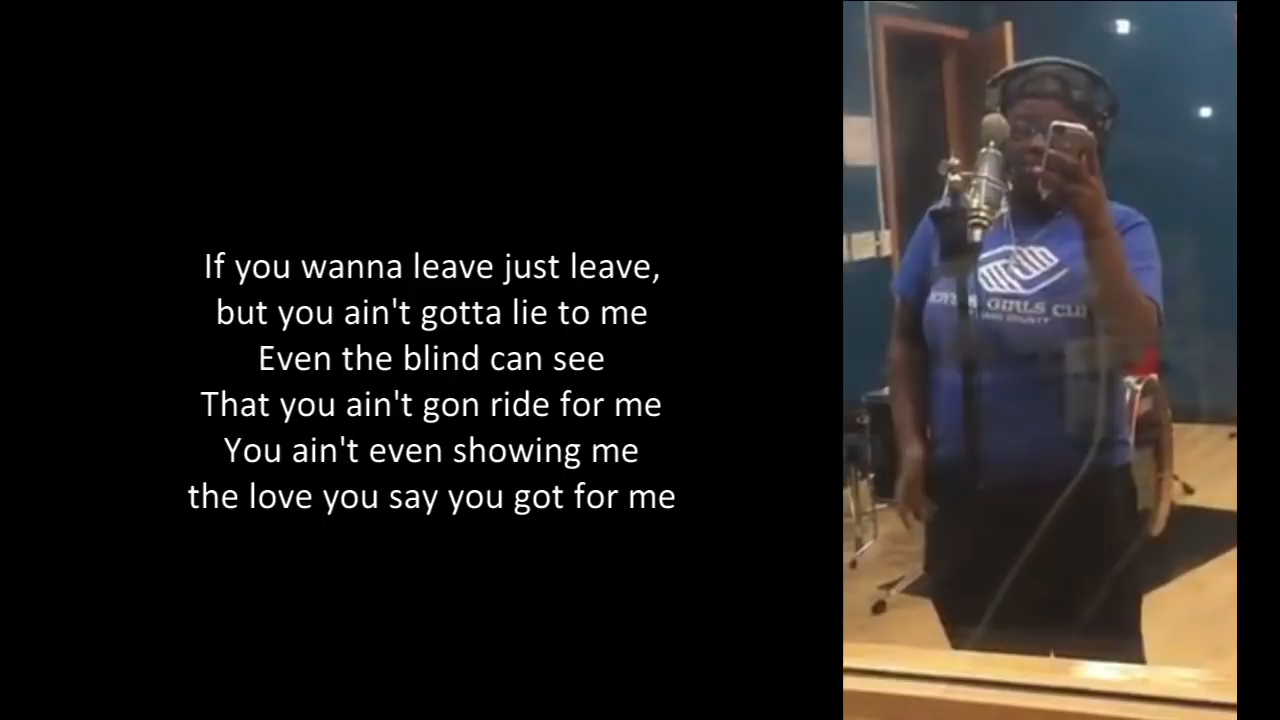 If you wanna leave just leave,
but you ain't gotta lie to me
Even the blind can see
That you ain't gon ride for me
You ain't even showing me
the love you say you got for me
GIRLS
COUNTY